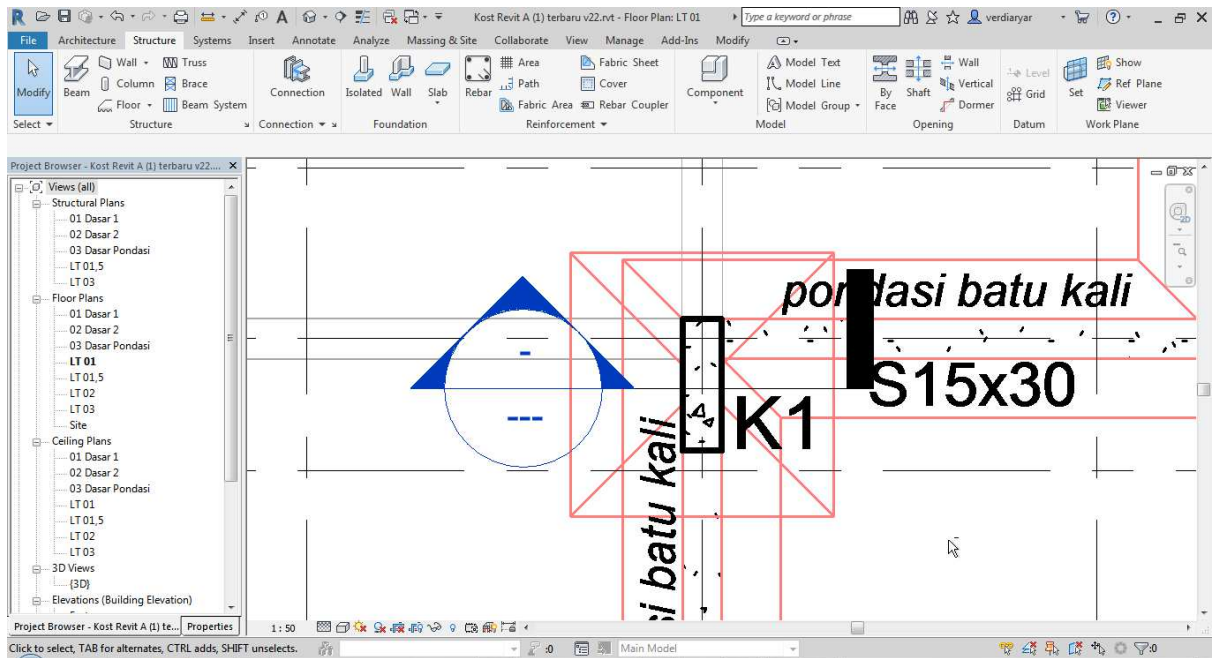 Kost Revit A (1) terbaru v22.rvt - Floor Plan: LT 01 Type a keyword or phrase verdiaryar
File Architecture Structure Systems Insert Annotate Analyze Massing & Site Collaborate View Manage Add-Ins Modify
Wall Truss Area Fabric Sheet Model Text Wall Level Show
Column Brace Path Cover Model Line Vertical Grid Ref Plane
Modify Beam Floor Beam System Connection Isolated Wall Slab Rebar Fabric Area Rebar Coupler Component Model Group By Face Shaft Dormer Set Viewer
Select Structure Connection Foundation Reinforcement Model Opening Datum Work Plane
Project Browser - Kost Revit A (1) terbaru v22....
Views (all)
Structural Plans
01 Dasar 1
02 Dasar 2
03 Dasar Pondasi
LT 01,5
LT 03
Floor Plans
01 Dasar 1
02 Dasar 2
03 Dasar Pondasi
LT 01
LT 01,5
LT 02
LT 03
Site
Ceiling Plans
01 Dasar 1
02 Dasar 2
03 Dasar Pondasi
LT 01
LT 01,5
LT 02
LT 03
3D Views
{3D}
Elevations (Building Elevation)
2D
pondasi batu kali
S15x30
K1
si batu kali
-
---
Project Browser - Kost Revit A (1) te... Properties
1 : 50
Click to select, TAB for alternates, CTRL adds, SHIFT unselects. :0 Main Model :0